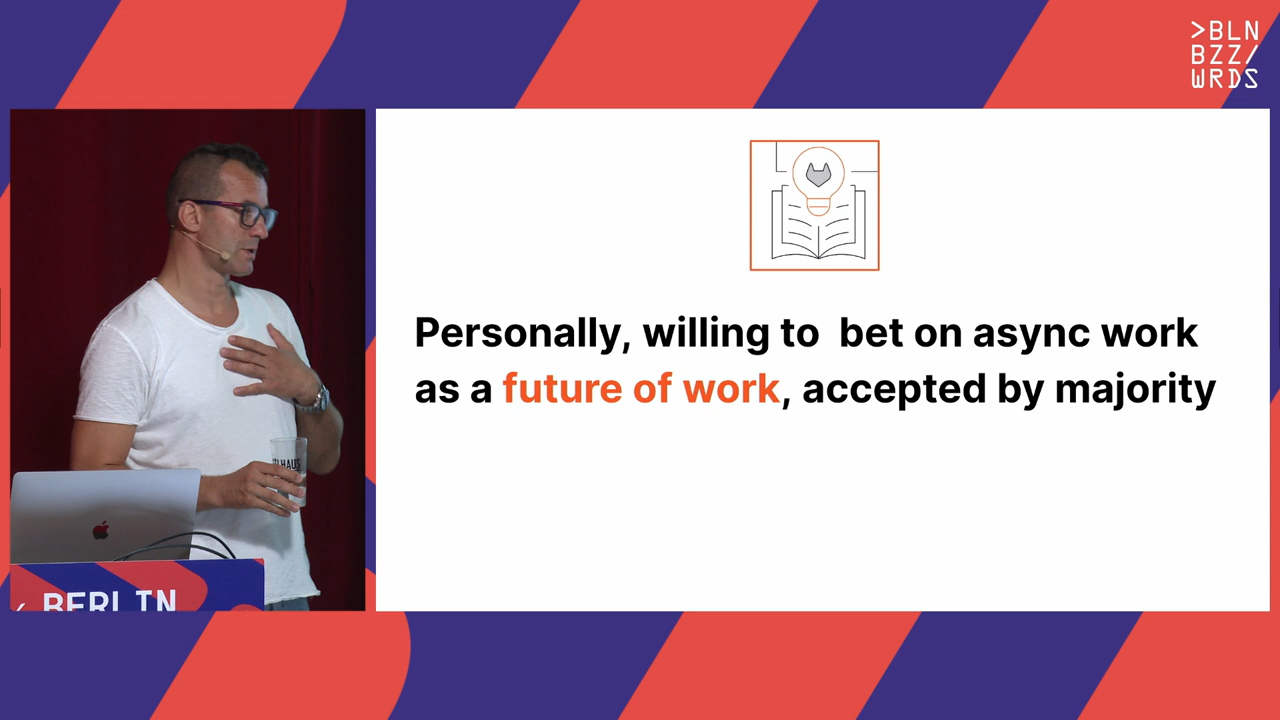 >BLN
BZZ/
WRDS
Personally, willing to  bet on async work
as a future of work, accepted by majority
BERLIN